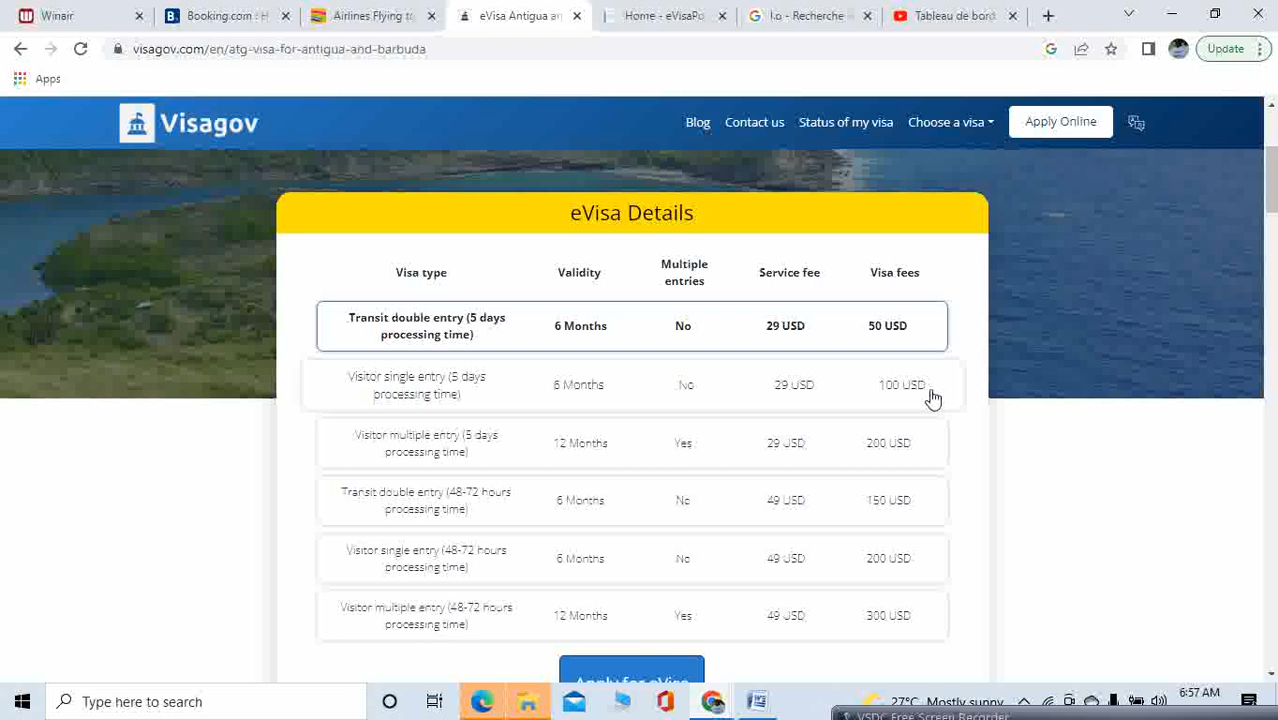 Winair
Booking.com : H
Airlines Flying to
eVisa Antigua an
Home - eVisaPo
ko - Recherche
Tableau de bord
visagov.com/en/atg-visa-for-antigua-and-barbuda
Update
Apps
Visagov
Blog
Contact us
Status of my visa
Choose a visa
Apply Online
eVisa Details
Visa type
Validity
Multiple
entries
Service fee
Visa fees
Transit double entry (5 days
processing time)
6 Months
No
29 USD
50 USD
Visitor single entry (5 days
processing time)
6 Months
No
29 USD
100 USD
Visitor multiple entry (5 days
processing time)
12 Months
Yes
29 USD
200 USD
Transit double entry (48-72 hours
processing time)
6 Months
No
49 USD
150 USD
Visitor single entry (48-72 hours
processing time)
6 Months
No
49 USD
200 USD
Visitor multiple entry (48-72 hours
processing time)
12 Months
Yes
49 USD
300 USD
Apply for eVisa
Type here to search
27°C Mostly sunny
6:57 AM
VSDC Free Screen Recorder